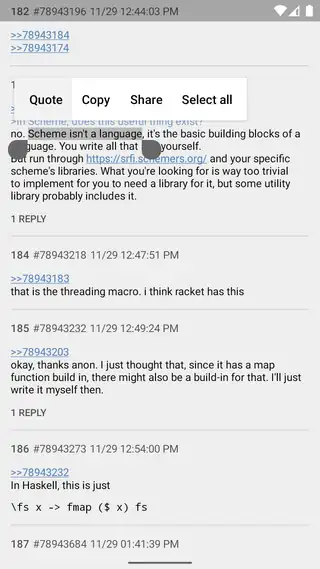 182 #78943196 11/29 12:44:03 PM
>>78943184
>>78943174
Quote Copy Share Select all
>In Scheme, does this useful thing exist?
no. Scheme isn't a language, it's the basic building blocks of a
language. You write all that yourself.
But run through https://srfi.schemers.org/ and your specific
scheme's libraries. What you're looking for is way too trivial
to implement for you to need a library for it, but some utility
library probably includes it.
1 REPLY
184 #78943218 11/29 12:47:51 PM
>>78943183
that is the threading macro. i think racket has this
185 #78943232 11/29 12:49:24 PM
>>78943203
okay, thanks anon. I just thought that, since it has a map
function build in, there might also be a build-in for that. I'll just
write it myself then.
1 REPLY
186 #78943273 11/29 12:54:00 PM
>>78943232
In Haskell, this is just
\fs x -> fmap ($ x) fs
187 #78943684 11/29 01:41:39 PM